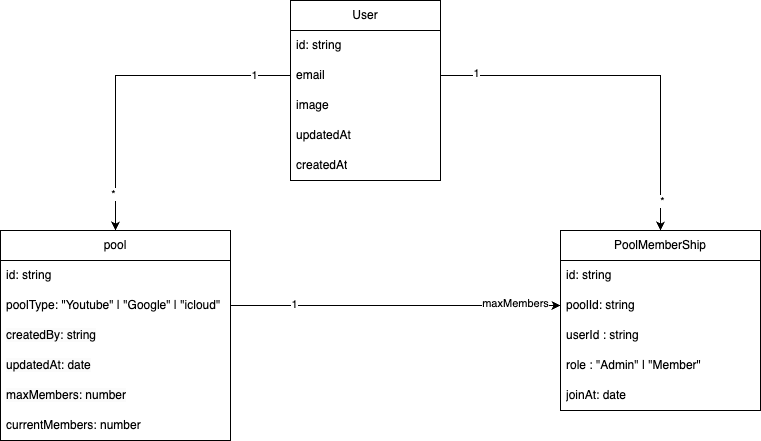 User
id: string
email
image
updatedAt
createdAt
1
1
*
*
pool
id: string
poolType: "Youtube" | "Google" | "icloud"
createdBy: string
updatedAt: date
maxMembers: number
currentMembers: number
1
maxMembers
PoolMemberShip
id: string
poolId: string
userId : string
role : "Admin" | "Member"
joinAt: date